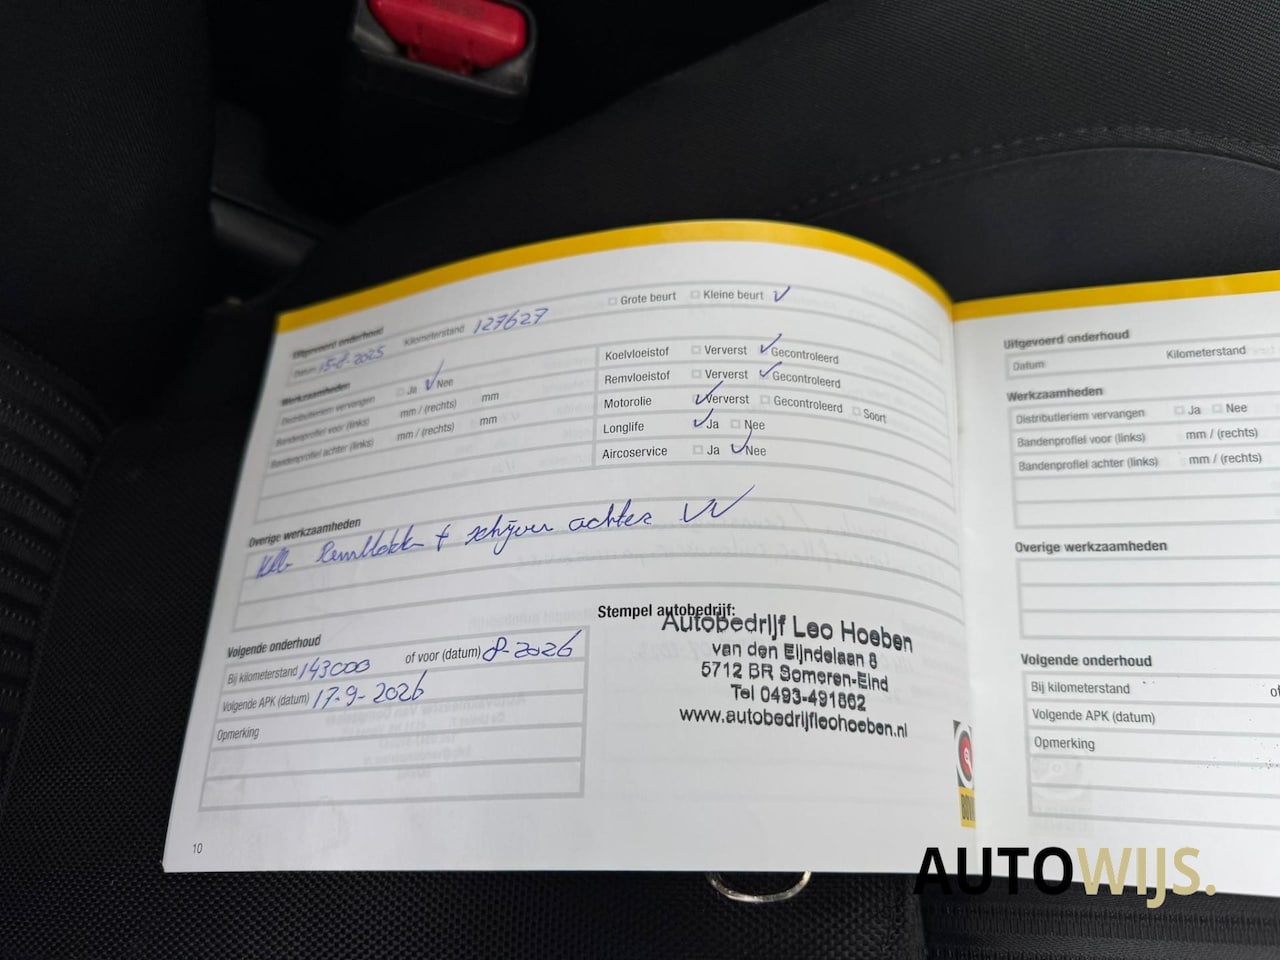 Uitgevoerd onderhoud
Datum 15-8-2025 Kilometerstand 127627 Grote beurt Kleine beurt
Werkzaamheden
Distributieriem vervangen Ja Nee
Bandenprofiel voor (links) mm / (rechts) mm
Bandenprofiel achter (links) mm / (rechts) mm
Koelvloeistof Ververst Gecontroleerd
Remvloeistof Ververst Gecontroleerd
Motorolie Ververst Gecontroleerd Soort
Longlife Ja Nee
Aircoservice Ja Nee
Overige werkzaamheden
Remblokken + schijven achter VV
Volgende onderhoud
Bij kilometerstand 143000 of voor (datum) 8-2026
Volgende APK (datum) 17-9-2026
Opmerking
Stempel autobedrijf:
Autobedrijf Leo Hoeben
van den Eijndelaan 8
5712 BR Someren-Eind
Tel 0493-491862
www.autobedrijfleohoeben.nl
10
Uitgevoerd onderhoud
Datum Kilometerstand
Werkzaamheden
Distributieriem vervangen Ja Nee
Bandenprofiel voor (links) mm / (rechts)
Bandenprofiel achter (links) mm / (rechts)
Overige werkzaamheden
Volgende onderhoud
Bij kilometerstand
Volgende APK (datum)
Opmerking
AUTOWIJS.